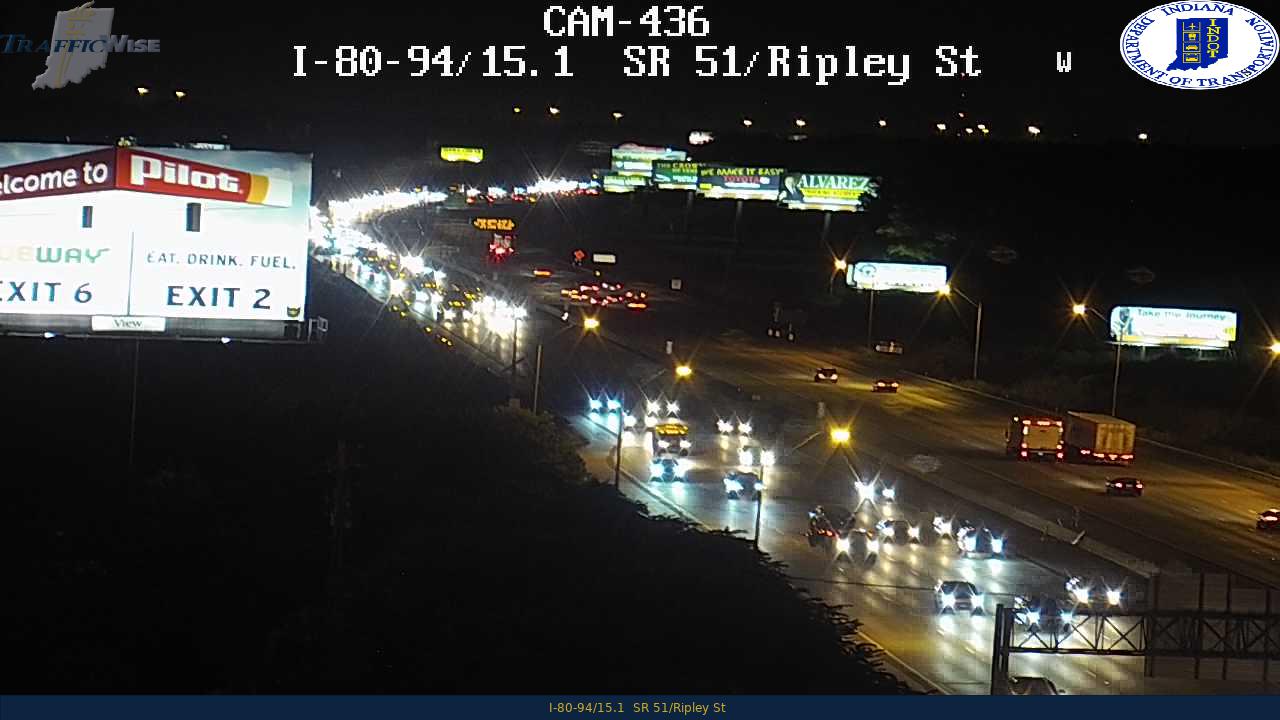 CAM-436
I-80-94/15.1 SR 51/Ripley St W
TRAFFICWISE
INDIANA
DEPARTMENT OF TRANSPORTATION
INDOT
elcome to Pilot
UBWAY
EXIT 6
EAT. DRINK. FUEL.
EXIT 2
View
WE MAKE IT EASY
TOYOTA
ALVAREZ
Take the Journey
I-80-94/15.1 SR 51/Ripley St